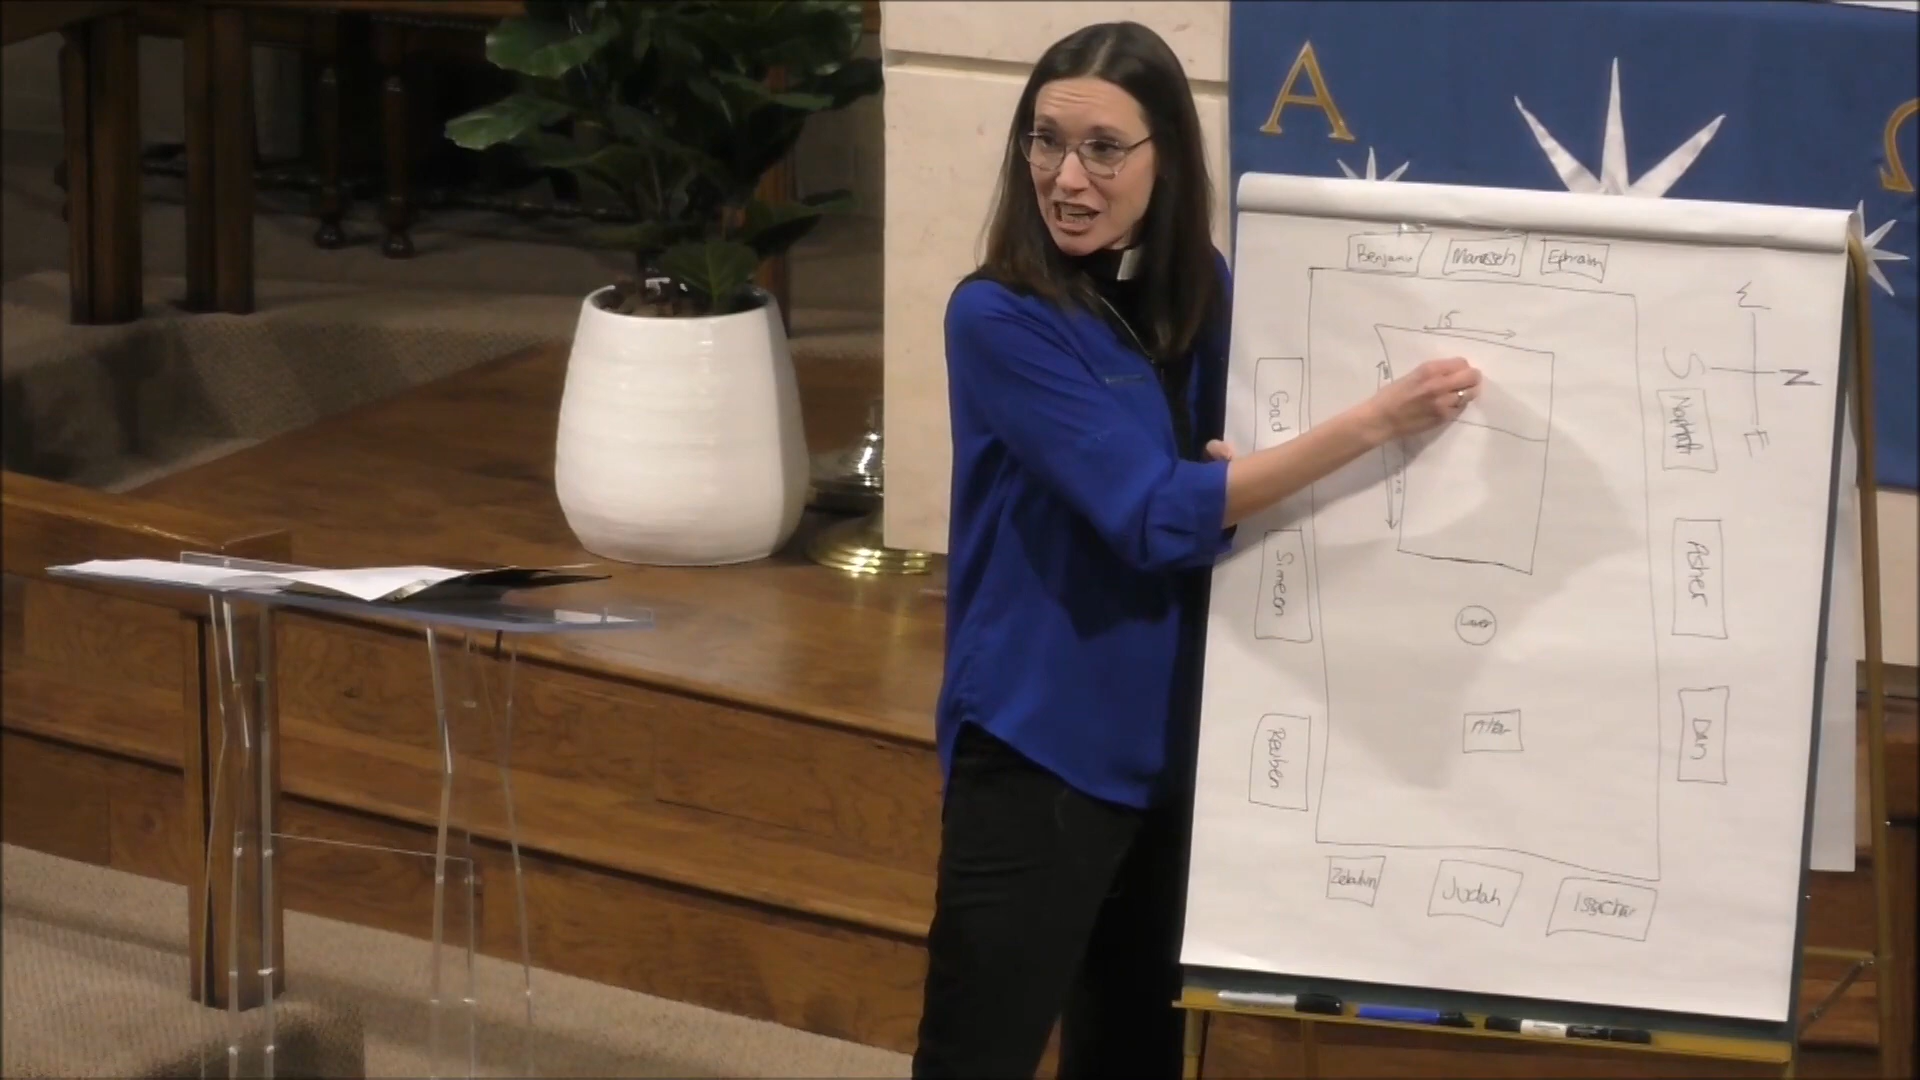 A
Ω
Benjamin
Manasseh
Ephraim
15
W
S
N
E
Gad
Naphtali
Simeon
Asher
Laver
Altar
Reuben
Dan
Zebulun
Judah
Issachar